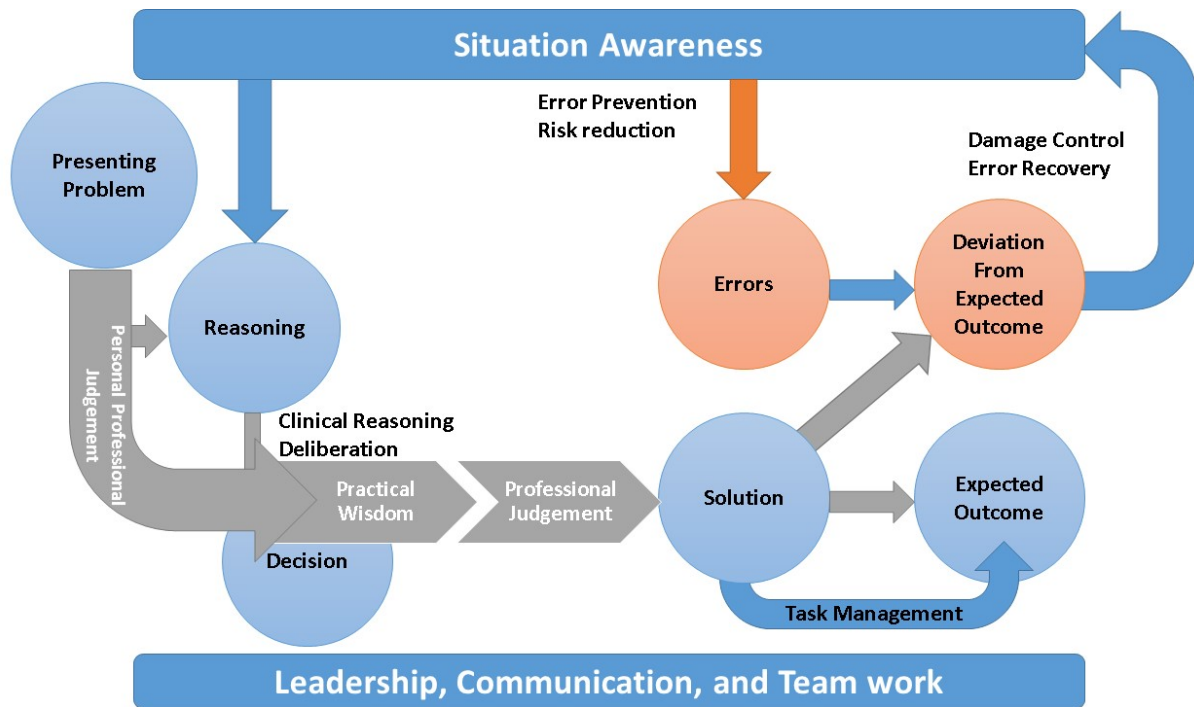 Situation Awareness
Error Prevention
Risk reduction
Damage Control
Error Recovery
Presenting
Problem
Reasoning
Errors
Deviation
From
Expected
Outcome
Personal Professional
Judgement
Clinical Reasoning
Deliberation
Practical
Wisdom
Professional
Judgement
Solution
Expected
Outcome
Decision
Task Management
Leadership, Communication, and Team work